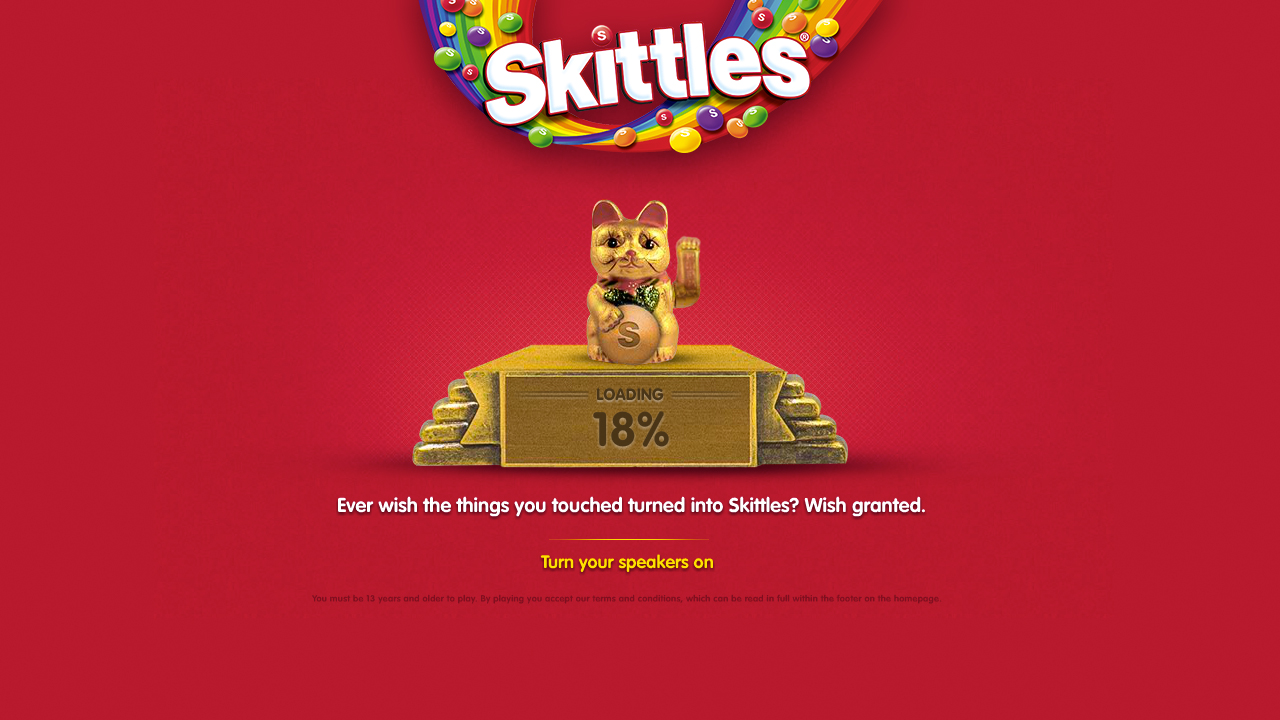 Skittles®
S
LOADING
18%
Ever wish the things you touched turned into Skittles? Wish granted.
Turn your speakers on
You must be 13 years and older to play. By playing you accept our terms and conditions, which can be read in full within the footer on the homepage.